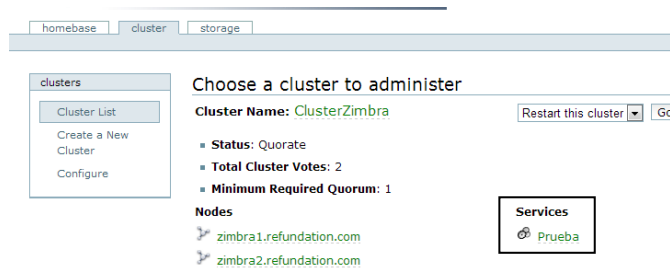 homebase cluster storage
clusters
Cluster List
Create a New
Cluster
Configure
Choose a cluster to administer
Cluster Name: ClusterZimbra
Restart this cluster Go
Status: Quorate
Total Cluster Votes: 2
Minimum Required Quorum: 1
Nodes
zimbra1.refundation.com
zimbra2.refundation.com
Services
Prueba